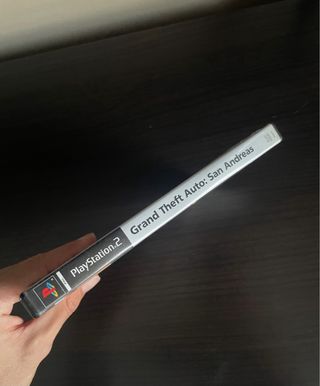 PlayStation.2
Grand Theft Auto: San Andreas